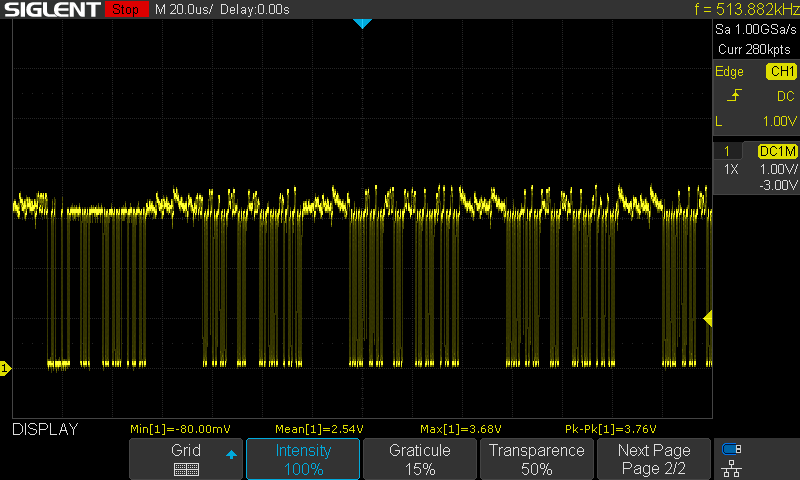 SIGLENT Stop M 20.0us/ Delay:0.00s f = 513.882kHz
Sa 1.00GSa/s
Curr 280kpts
Edge CH1
DC
L 1.00V
1 DC1M
1X 1.00V/
-3.00V
1
DISPLAY Min[1]=-80.00mV Mean[1]=2.54V Max[1]=3.68V Pk-Pk[1]=3.76V
Grid Intensity Graticule Transparence Next Page
100% 15% 50% Page 2/2